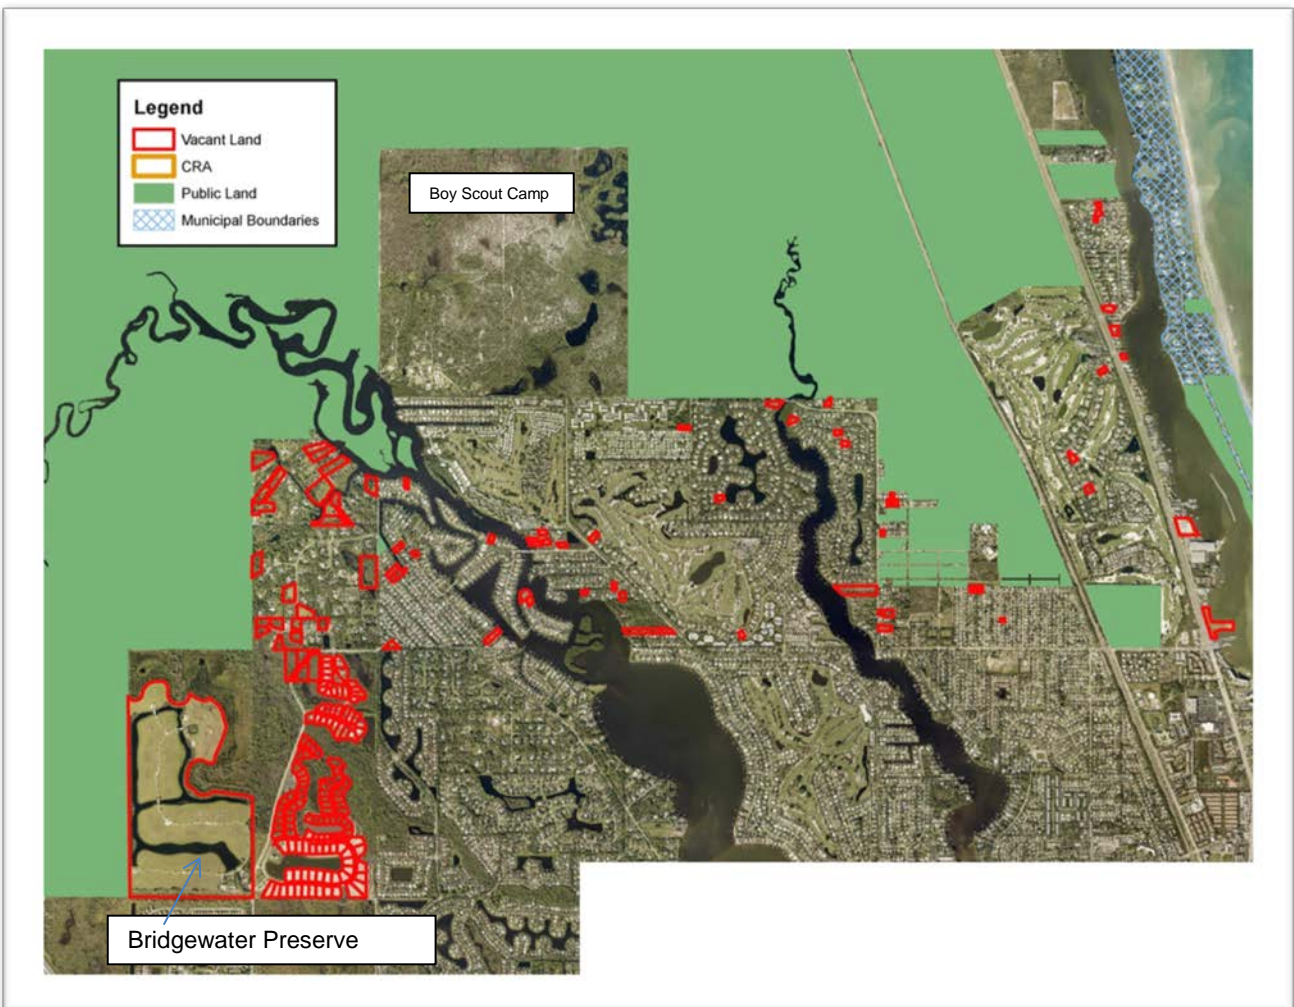 Legend
Vacant Land
CRA
Public Land
Municipal Boundaries
Boy Scout Camp
Bridgewater Preserve